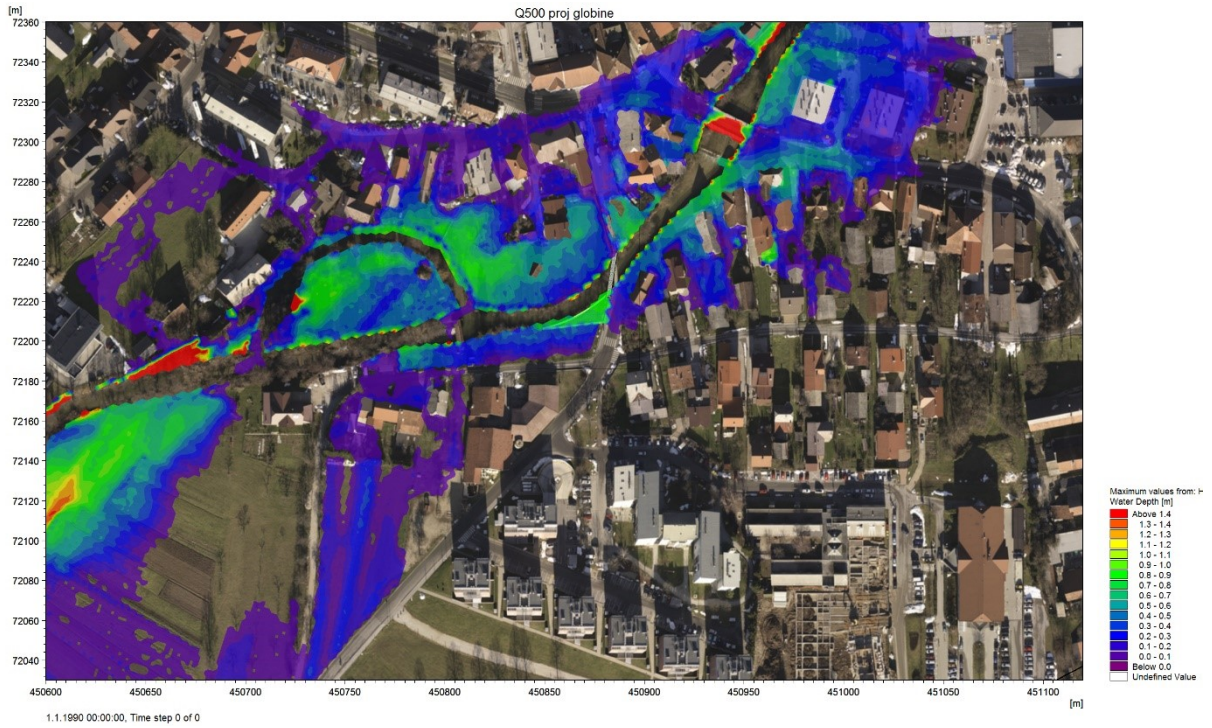 [m]
Q500 proj globine
72360
72340
72320
72300
72280
72260
72240
72220
72200
72180
72160
72140
72120
72100
72080
72060
72040
450600 450650 450700 450750 450800 450850 450900 450950 451000 451050 451100
[m]
Maximum values from: H
Water Depth [m]
Above 1.4
1.3 - 1.4
1.2 - 1.3
1.1 - 1.2
1.0 - 1.1
0.9 - 1.0
0.8 - 0.9
0.7 - 0.8
0.6 - 0.7
0.5 - 0.6
0.4 - 0.5
0.3 - 0.4
0.2 - 0.3
0.1 - 0.2
0.0 - 0.1
Below 0.0
Undefined Value
1.1.1990 00:00:00, Time step 0 of 0